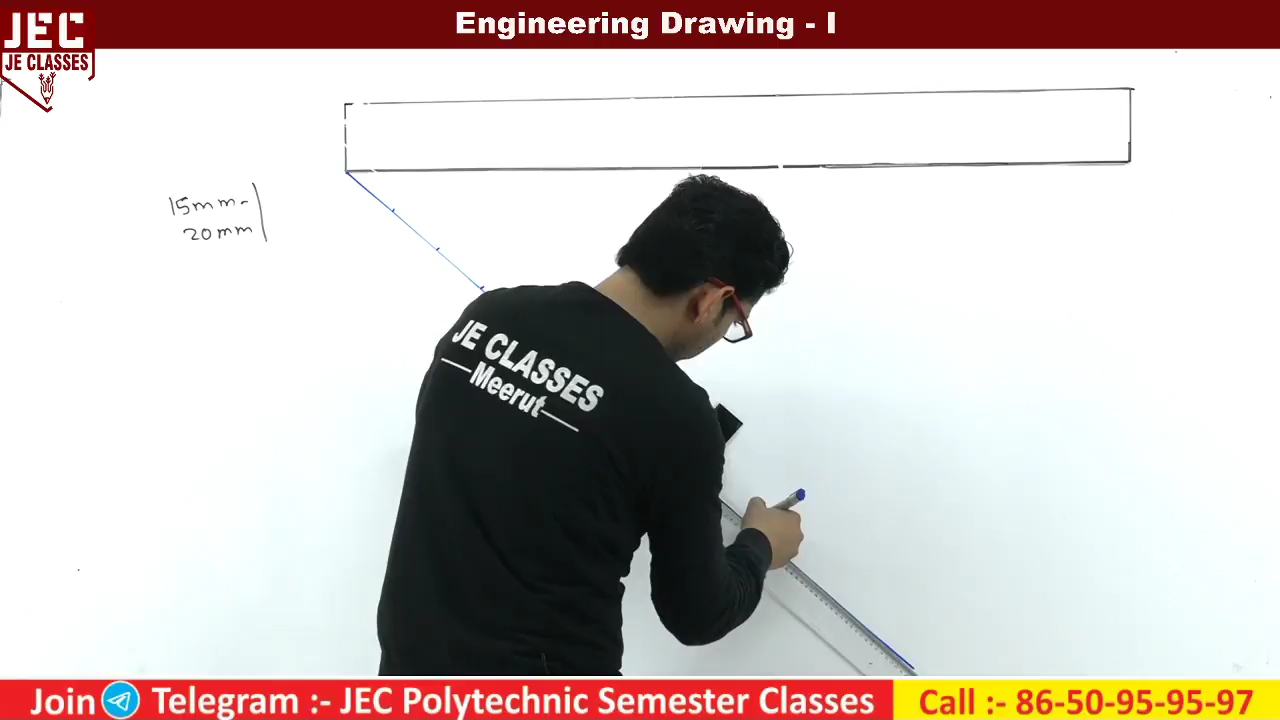 Engineering Drawing - I
JEC
JE CLASSES
15mm-
20mm
JE CLASSES
Meerut
Join Telegram :- JEC Polytechnic Semester Classes
Call :- 86-50-95-95-97